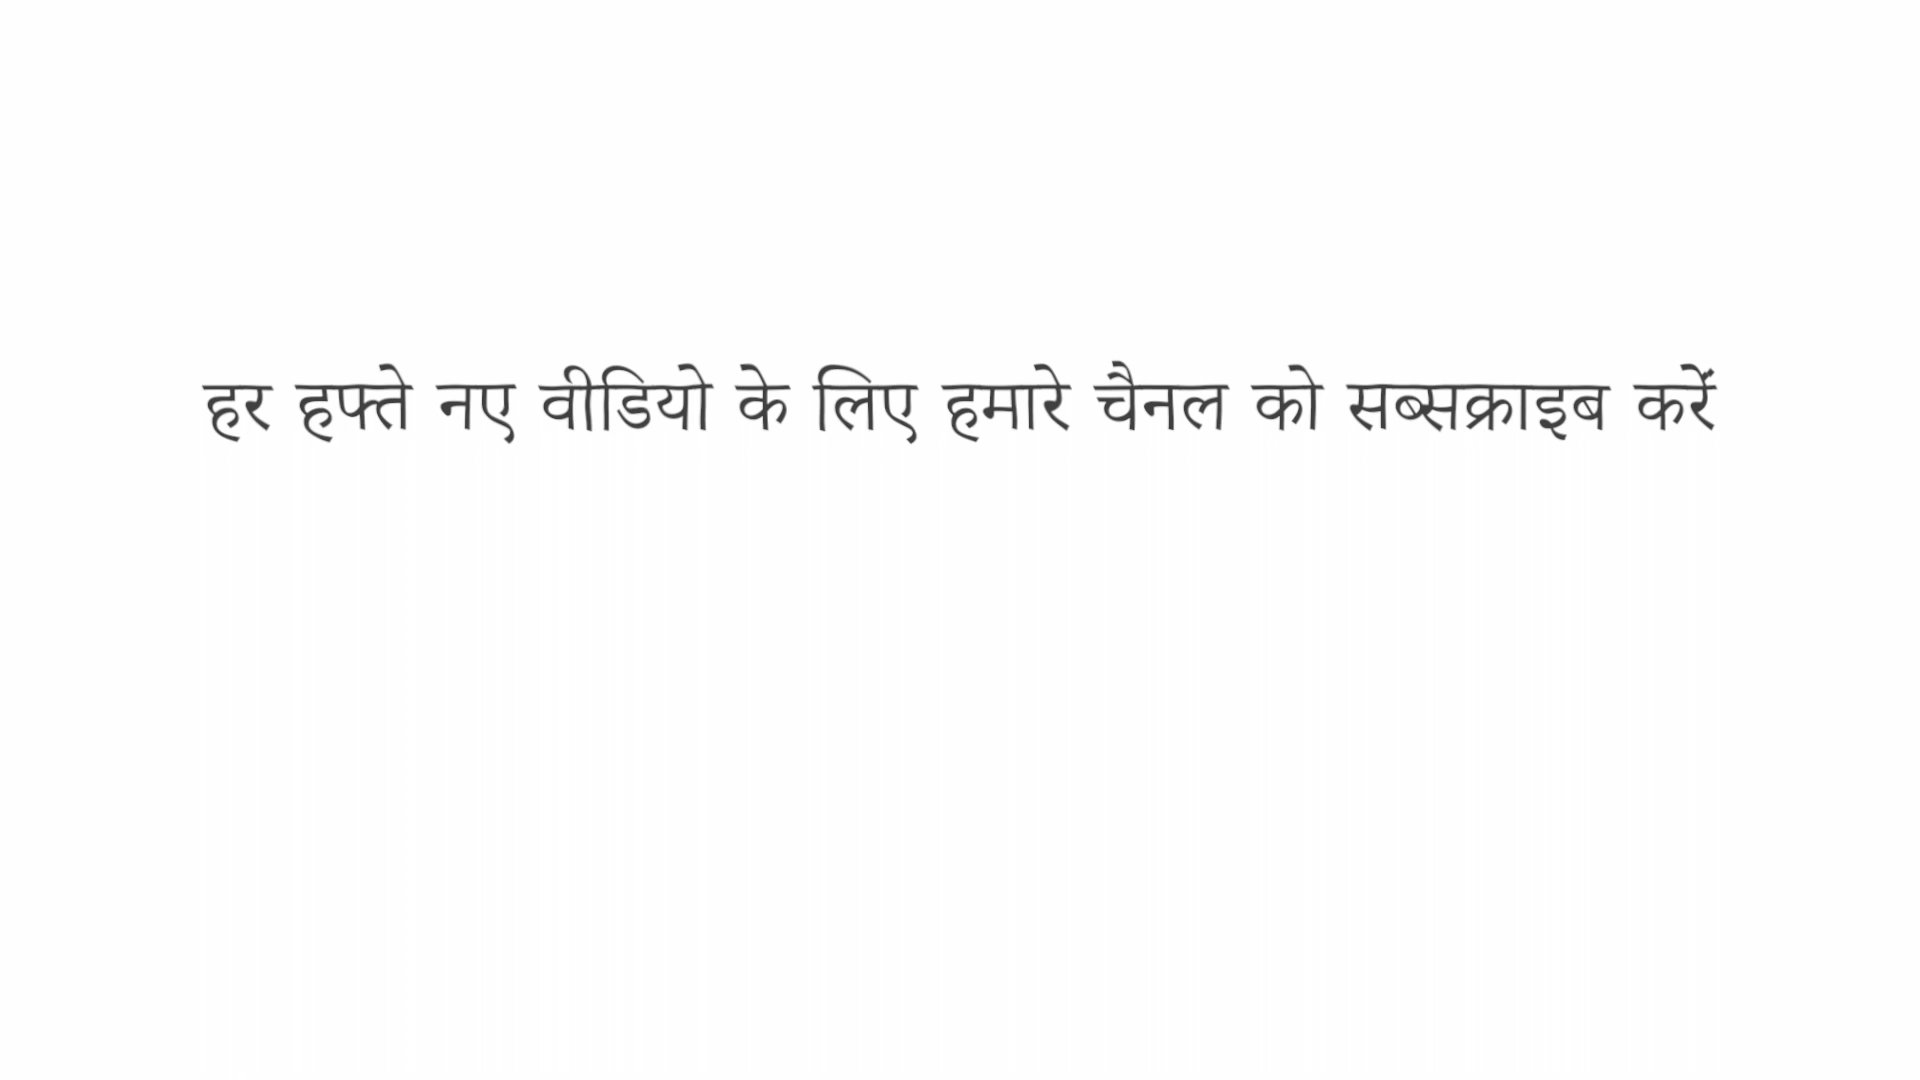 हर हफ्ते नए वीडियो के लिए हमारे चैनल को सब्सक्राइब करें